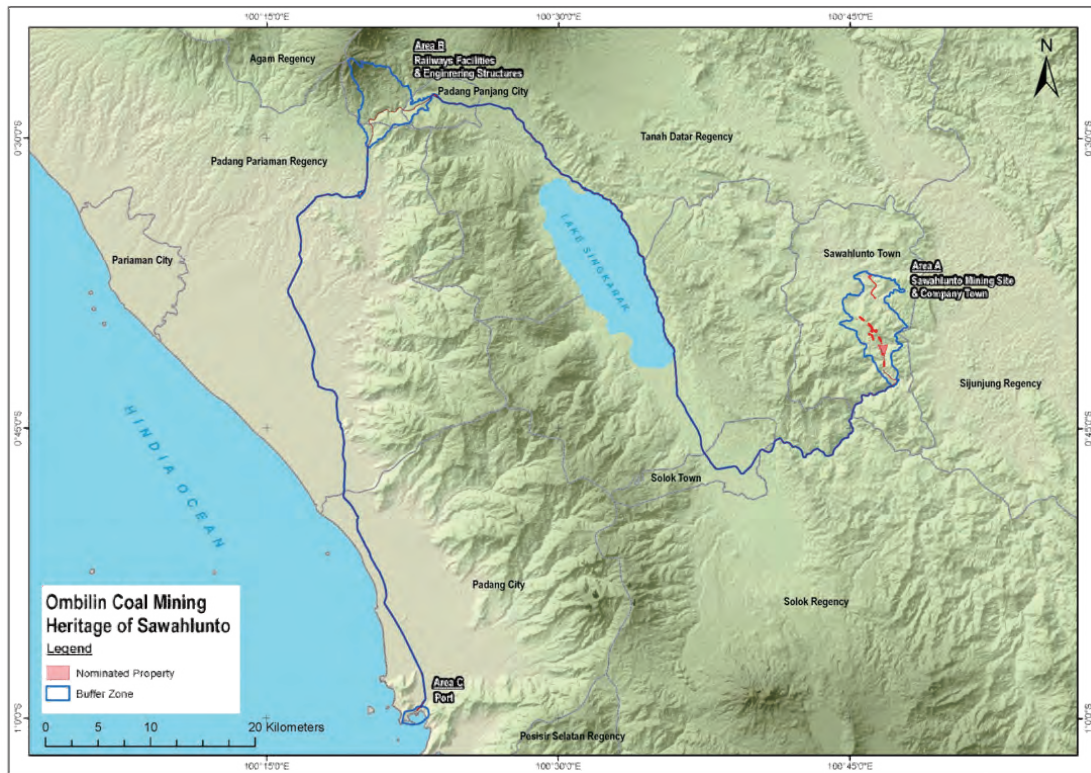 100°15'0"E 100°30'0"E 100°45'0"E
N
Area B
Railways Facilities
& Enginrering Structures
Agam Regency
Padang Panjang City
0°30'0"S 0°30'0"S
Tanah Datar Regency
Padang Pariaman Regency
LAKE SINGKARAK
Pariaman City
Sawahlunto Town
Area A
Sawahlunto Mining Site
& Company Town
Sijunjung Regency
0°45'0"S 0°45'0"S
HINDIA OCEAN
Solok Town
Padang City
Solok Regency
Ombilin Coal Mining
Heritage of Sawahlunto
Legend
Nominated Property
Buffer Zone
0 5 10 20 Kilometers
Area C
Port
Pesisir Selatan Regency
1°0'0"S 1°0'0"S
100°15'0"E 100°30'0"E 100°45'0"E